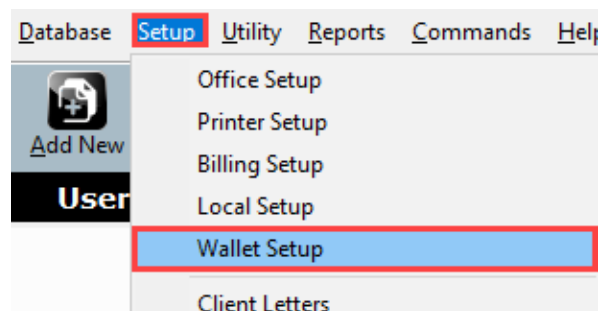 Database Setup Utility Reports Commands Help
Add New
User
Office Setup
Printer Setup
Billing Setup
Local Setup
Wallet Setup
Client Letters